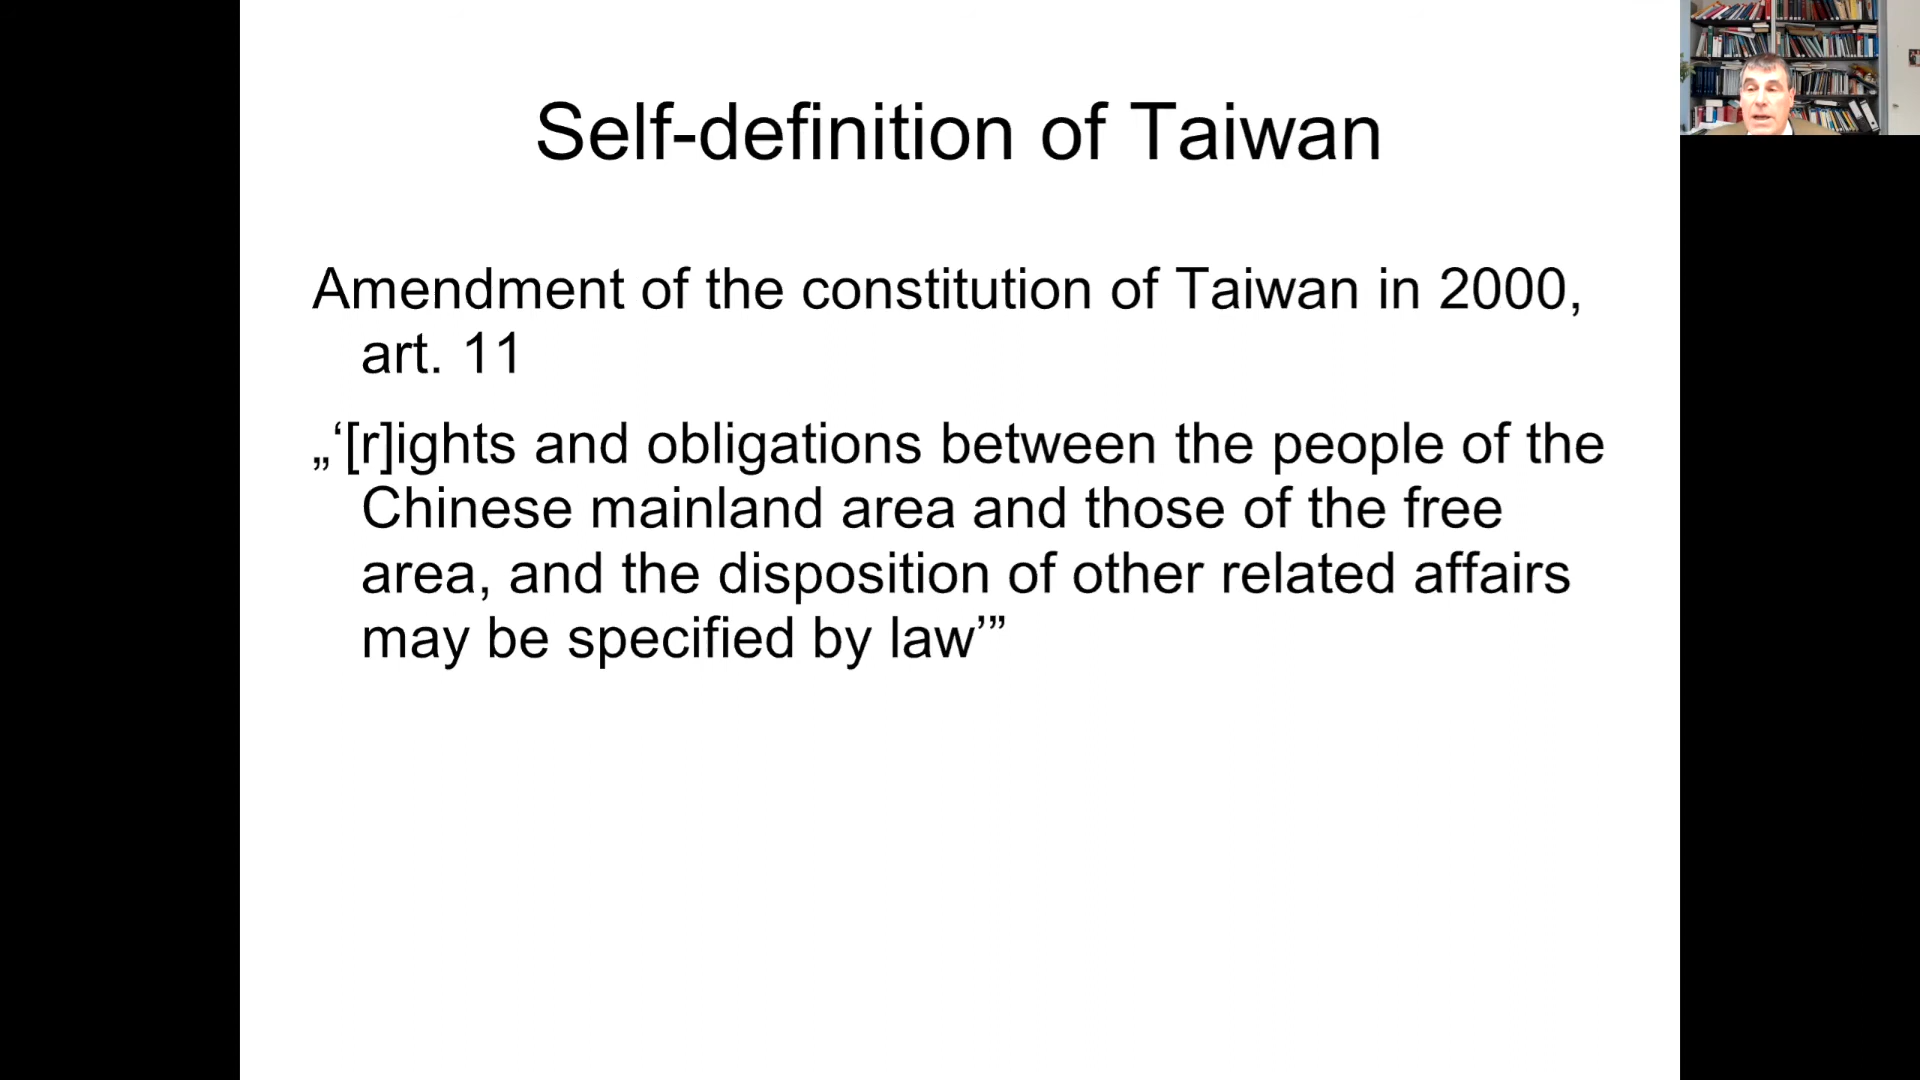 Self-definition of Taiwan
Amendment of the constitution of Taiwan in 2000,
art. 11
„‘[r]ights and obligations between the people of the
Chinese mainland area and those of the free
area, and the disposition of other related affairs
may be specified by law’”